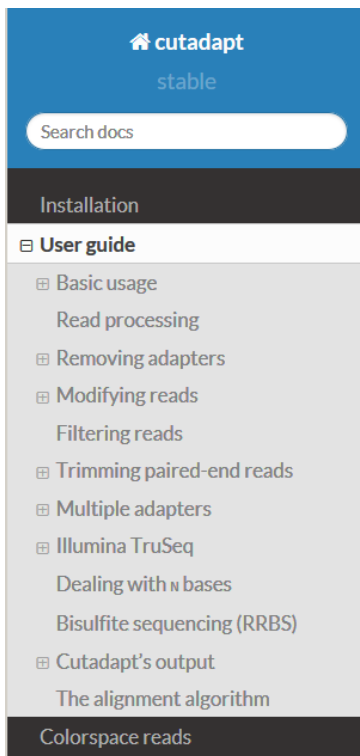 cutadapt
stable
Search docs
Installation
User guide
Basic usage
Read processing
Removing adapters
Modifying reads
Filtering reads
Trimming paired-end reads
Multiple adapters
Illumina TruSeq
Dealing with N bases
Bisulfite sequencing (RRBS)
Cutadapt's output
The alignment algorithm
Colorspace reads